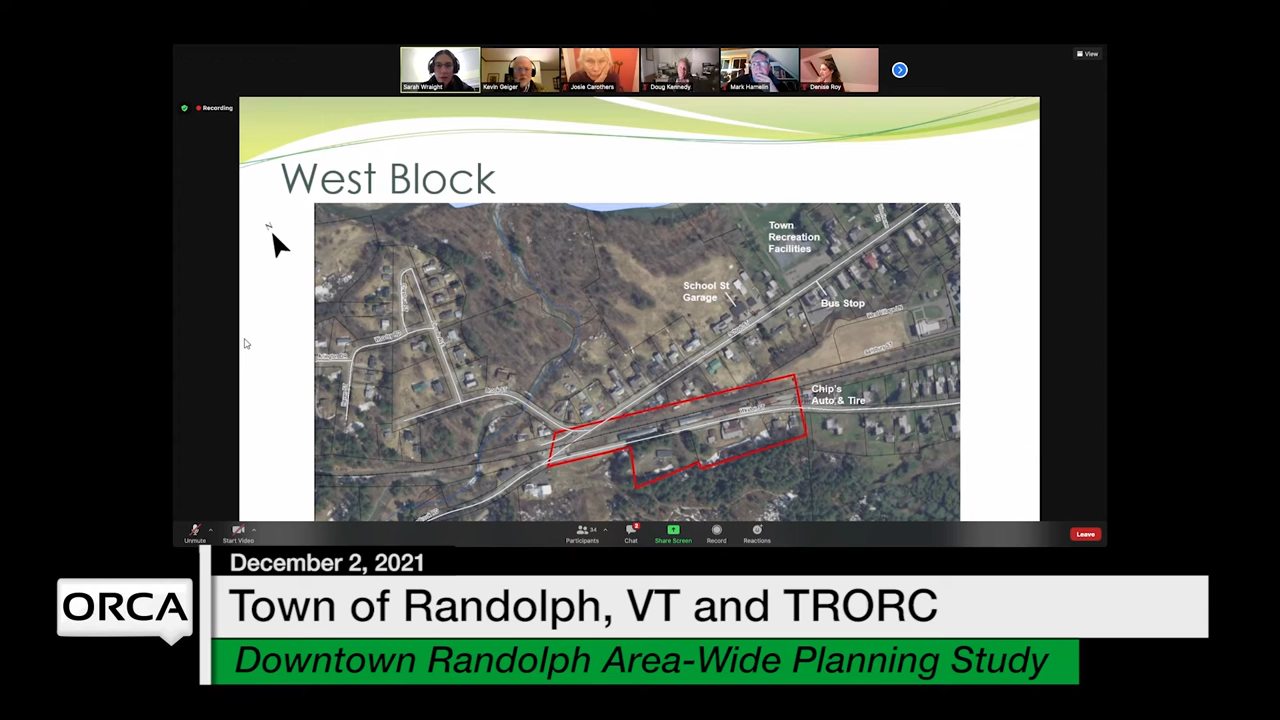 View
Sarah Wraight
Kevin Geiger
Josie Carothers
Doug Kennedy
Mark Hamelin
Denise Roy
Recording
West Block
N
Town
Recreation
Facilities
School St
Garage
Bus Stop
Chip's
Auto & Tire
Unmute
Start Video
34
Participants
2
Chat
Share Screen
Record
Reactions
Leave
December 2, 2021
ORCA
Town of Randolph, VT and TRORC
Downtown Randolph Area-Wide Planning Study